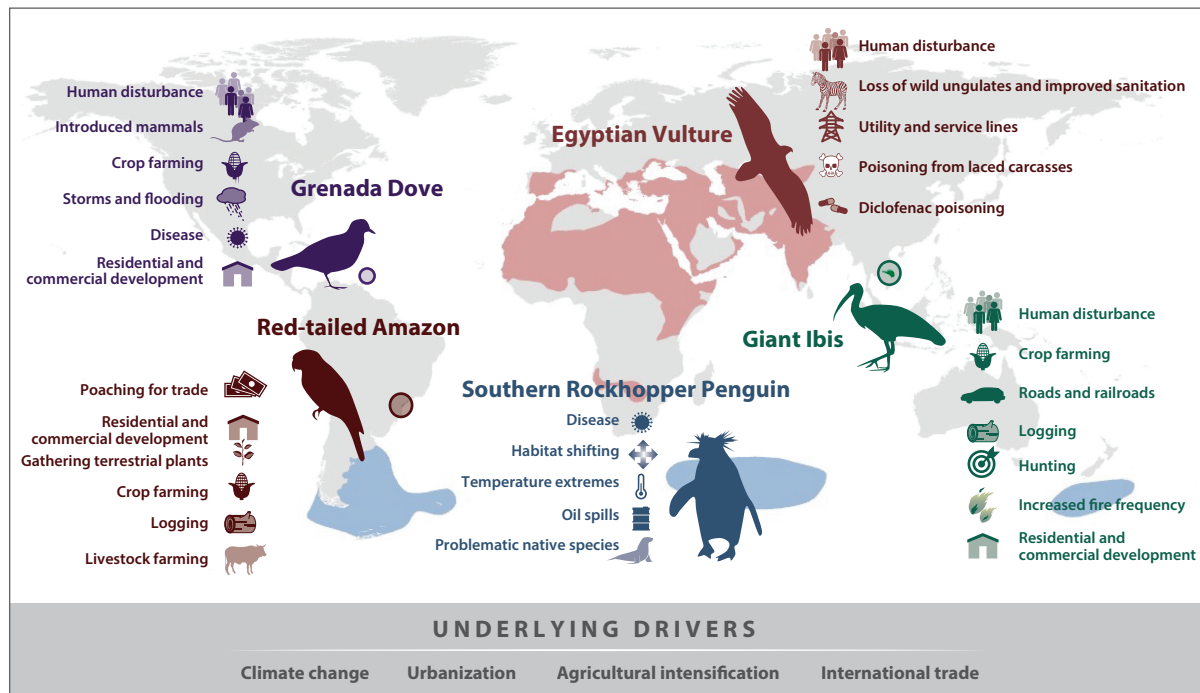 Grenada Dove
Human disturbance
Introduced mammals
Crop farming
Storms and flooding
Disease
Residential and
commercial development
Egyptian Vulture
Human disturbance
Loss of wild ungulates and improved sanitation
Utility and service lines
Poisoning from laced carcasses
Diclofenac poisoning
Red-tailed Amazon
Poaching for trade
Residential and
commercial development
Gathering terrestrial plants
Crop farming
Logging
Livestock farming
Southern Rockhopper Penguin
Disease
Habitat shifting
Temperature extremes
Oil spills
Problematic native species
Giant Ibis
Human disturbance
Crop farming
Roads and railroads
Logging
Hunting
Increased fire frequency
Residential and
commercial development
UNDERLYING DRIVERS
Climate change Urbanization Agricultural intensification International trade